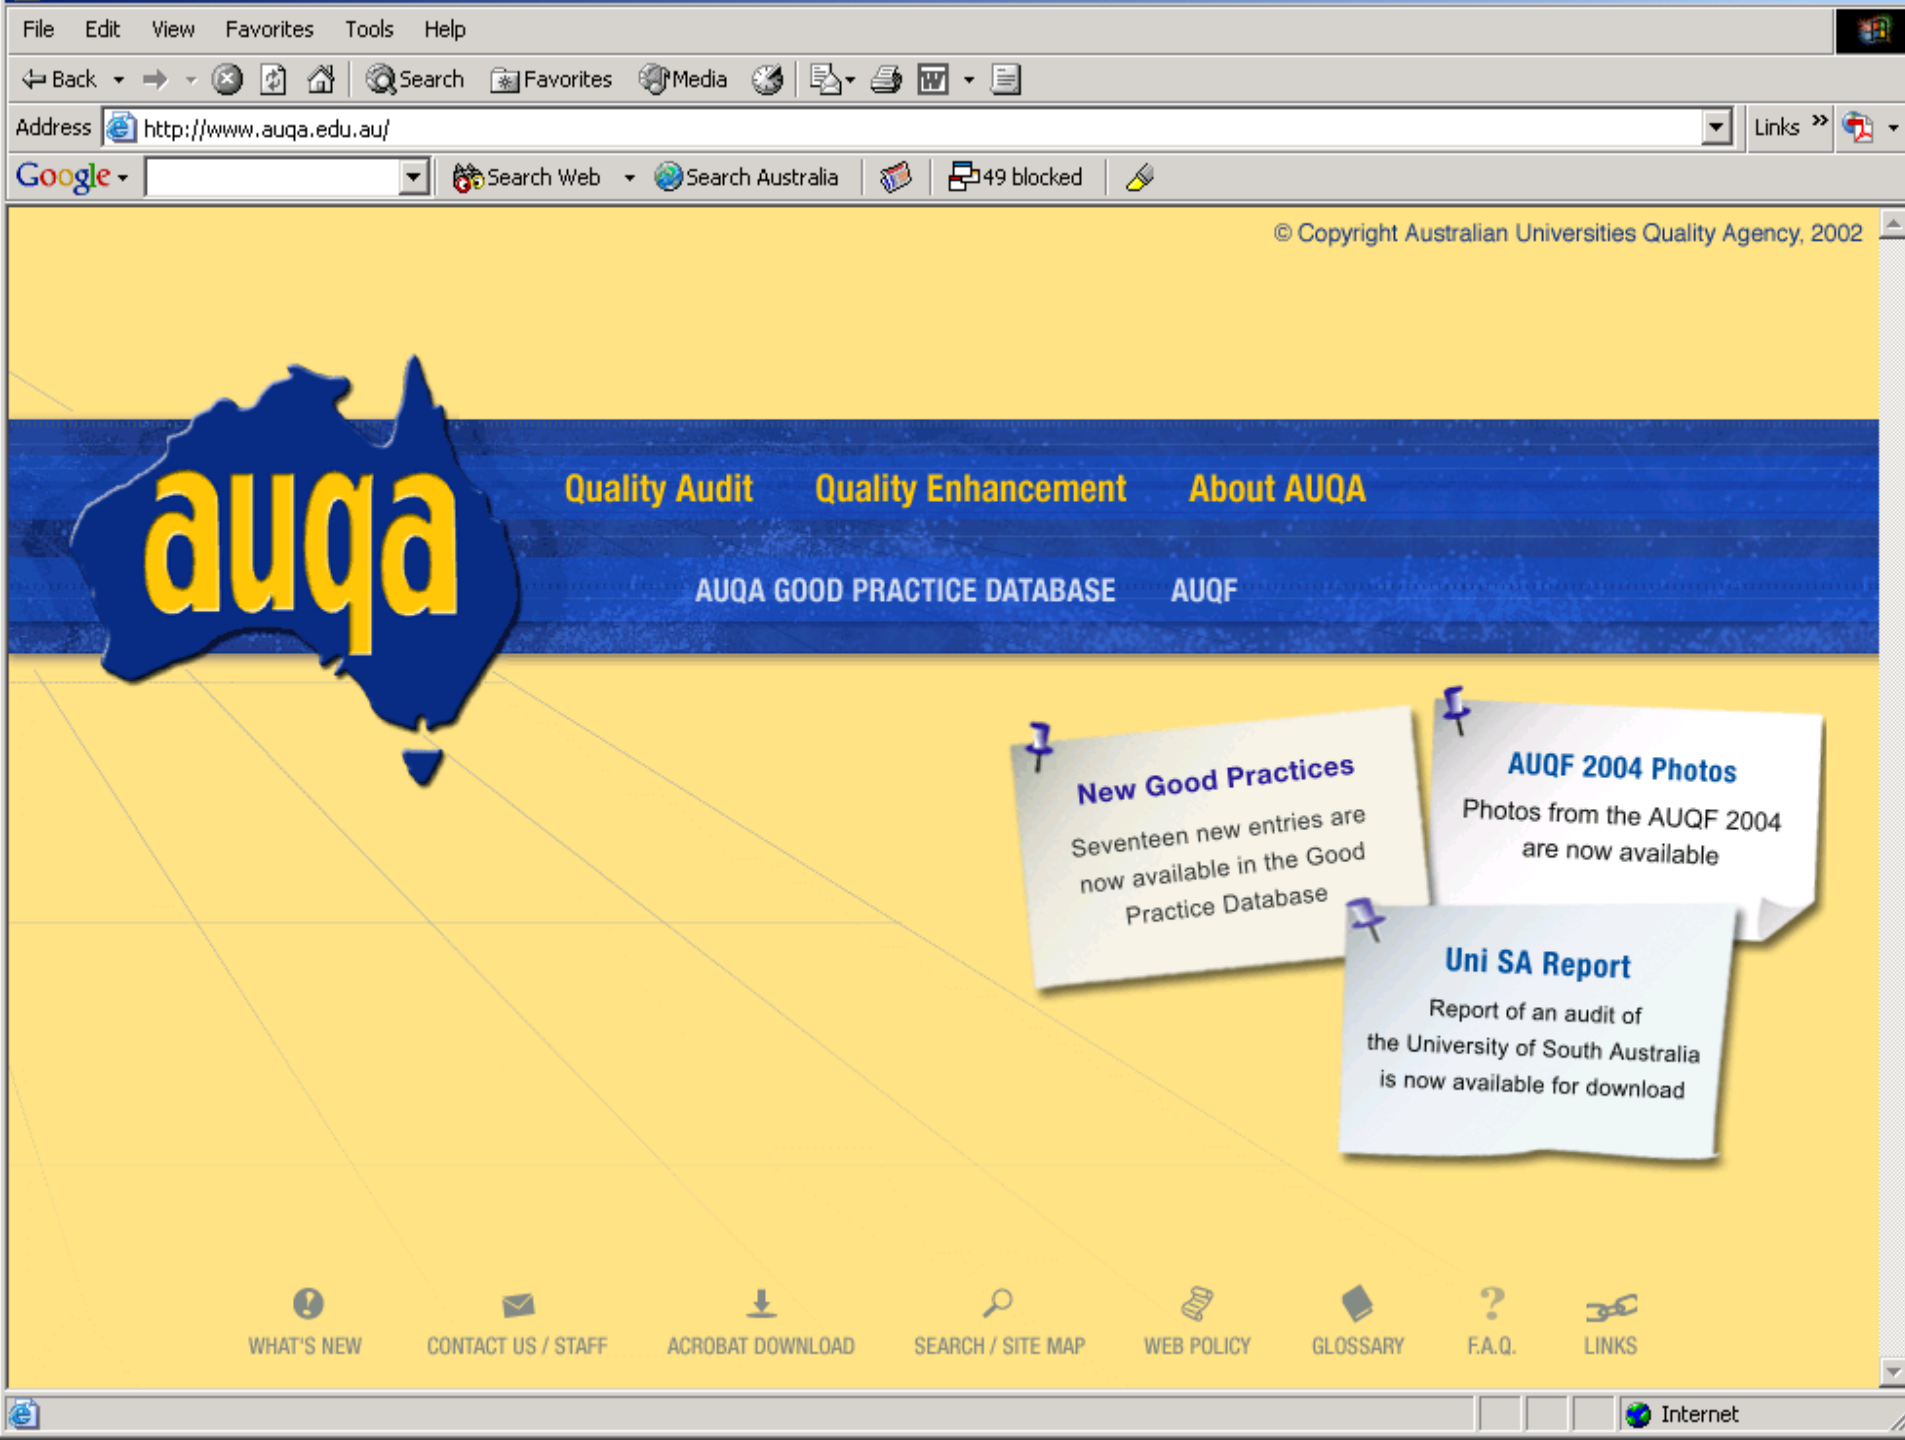 File Edit View Favorites Tools Help
Back Search Favorites Media
Address http://www.auqa.edu.au/ Links »
Google Search Web Search Australia 49 blocked
© Copyright Australian Universities Quality Agency, 2002
auqa
Quality Audit Quality Enhancement About AUQA
AUQA GOOD PRACTICE DATABASE AUQF
New Good Practices
Seventeen new entries are
now available in the Good
Practice Database
AUQF 2004 Photos
Photos from the AUQF 2004
are now available
Uni SA Report
Report of an audit of
the University of South Australia
is now available for download
WHAT'S NEW CONTACT US / STAFF ACROBAT DOWNLOAD SEARCH / SITE MAP WEB POLICY GLOSSARY F.A.Q. LINKS
Internet